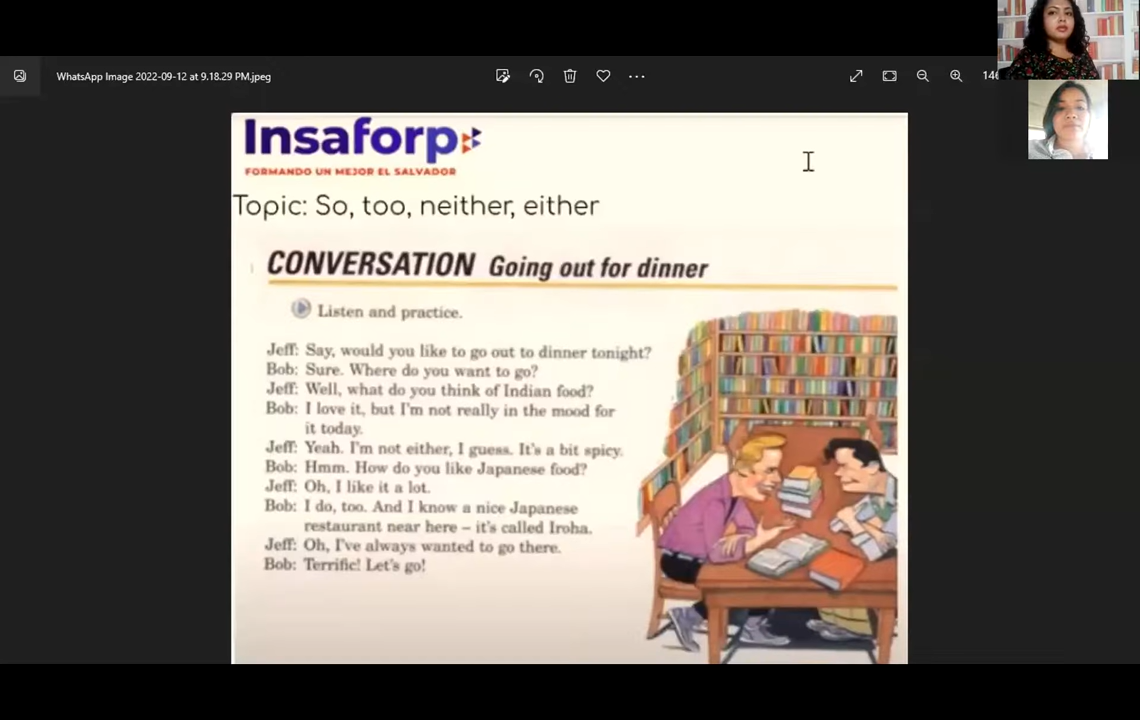 WhatsApp Image 2022-09-12 at 9.18.29 PM.jpeg
Insaforp
FORMANDO UN MEJOR EL SALVADOR
Topic: So, too, neither, either
CONVERSATION Going out for dinner
Listen and practice.
Jeff: Say, would you like to go out to dinner tonight?
Bob: Sure. Where do you want to go?
Jeff: Well, what do you think of Indian food?
Bob: I love it, but I'm not really in the mood for
it today.
Jeff: Yeah. I'm not either, I guess. It's a bit spicy.
Bob: Hmm. How do you like Japanese food?
Jeff: Oh, I like it a lot.
Bob: I do, too. And I know a nice Japanese
restaurant near here – it's called Iroha.
Jeff: Oh, I've always wanted to go there.
Bob: Terrific! Let's go!